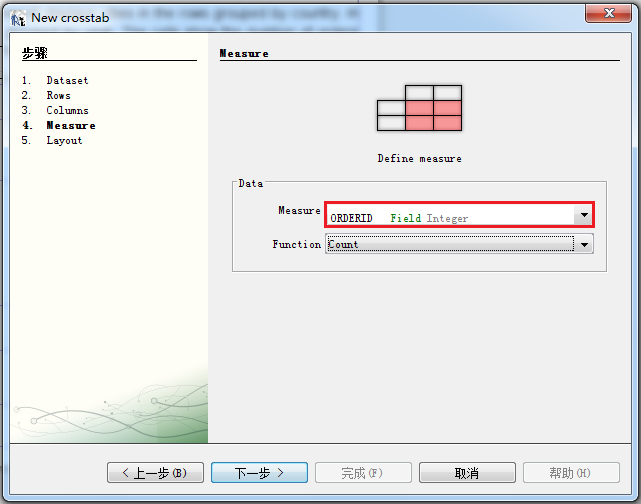 New crosstab
步骤
1. Dataset
2. Rows
3. Columns
4. Measure
5. Layout
Measure
Define measure
Data
Measure
ORDERID Field Integer
Function
Count
< 上一步(B)
下一步 >
完成(F)
取消
帮助(H)